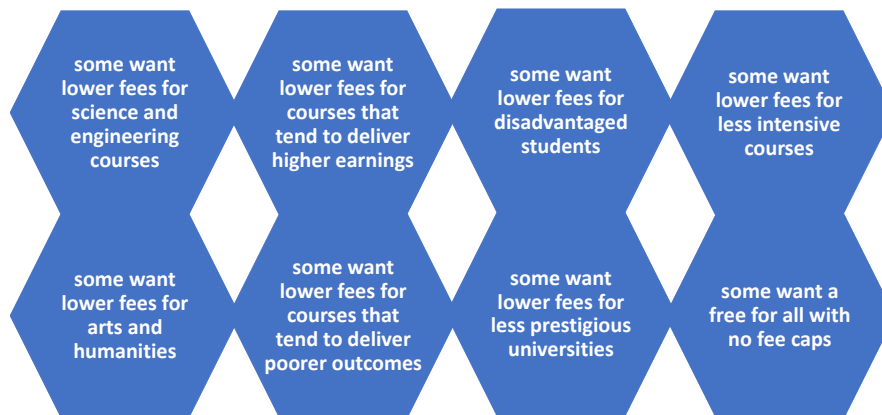 some want
lower fees for
science and
engineering
courses
some want
lower fees for
courses that
tend to deliver
higher earnings
some want
lower fees for
disadvantaged
students
some want
lower fees for
less intensive
courses
some want
lower fees for
arts and
humanities
some want
lower fees for
courses that
tend to deliver
poorer outcomes
some want
lower fees for
less prestigious
universities
some want a
free for all with
no fee caps